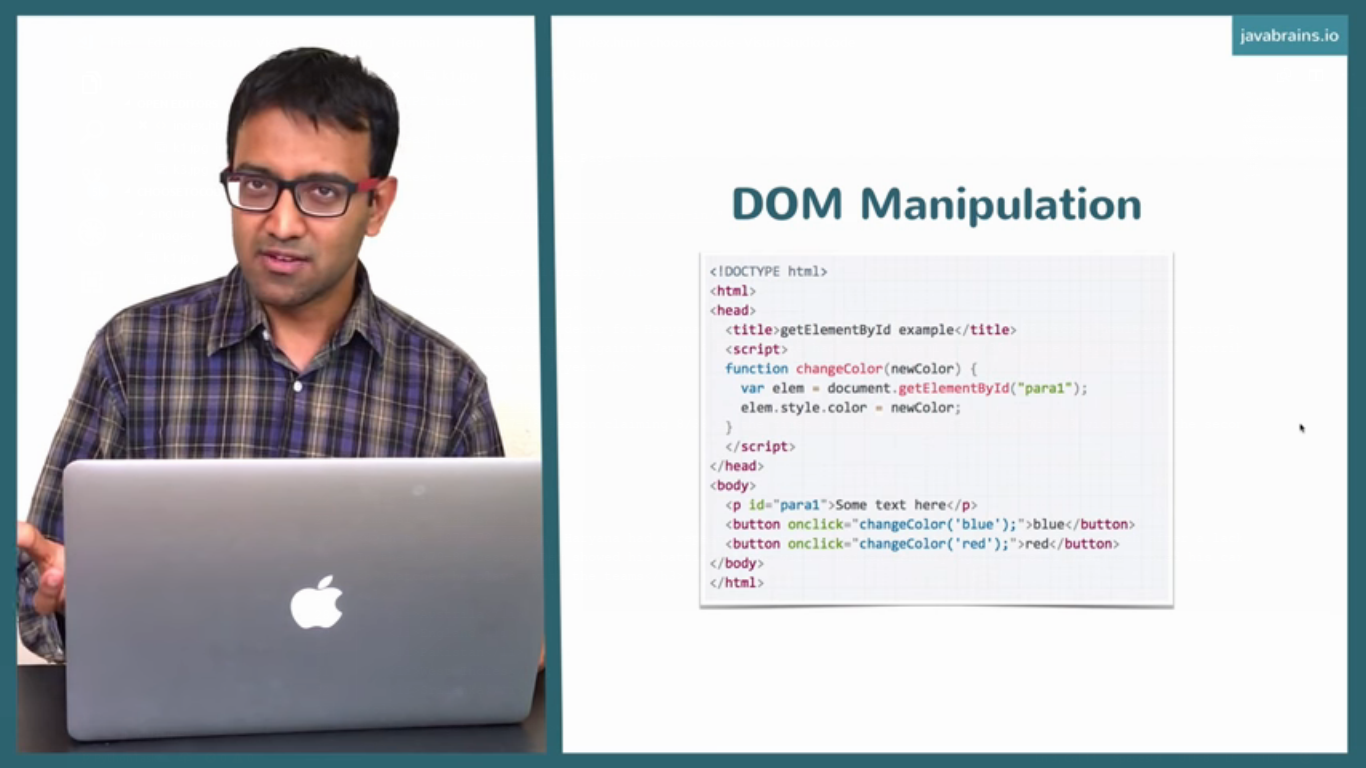 javabrains.io
DOM Manipulation
<!DOCTYPE html>
<html>
<head>
  <title>getElementById example</title>
  <script>
  function changeColor(newColor) {
    var elem = document.getElementById("para1");
    elem.style.color = newColor;
  }
  </script>
</head>
<body>
  <p id="para1">Some text here</p>
  <button onclick="changeColor('blue');">blue</button>
  <button onclick="changeColor('red');">red</button>
</body>
</html>